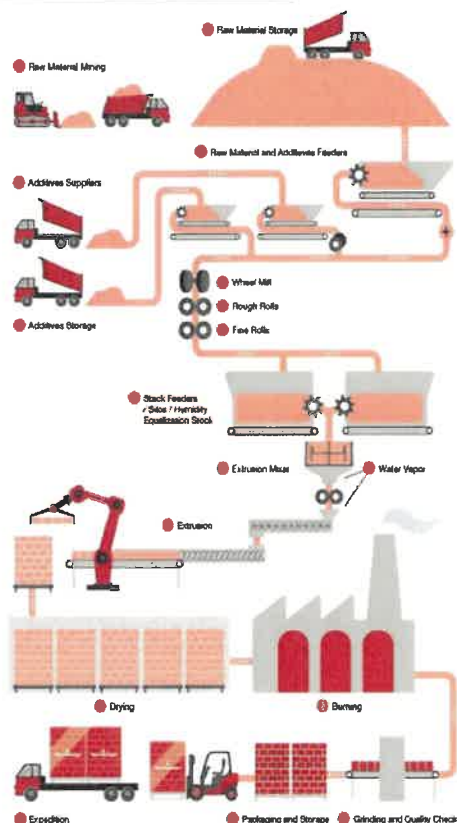 Raw Material Storage
Raw Material Mining
Raw Material and Additives Feeders
Additives Suppliers
Wheel Mill
Rough Rolls
Fine Rolls
Additives Storage
Stack Feeders
/ Silos / Humidity
Equalization Stock
Extrusion Mixer
Water Vapor
Extrusion
Drying
Burning
Expedition
Packaging and Storage
Grinding and Quality Check